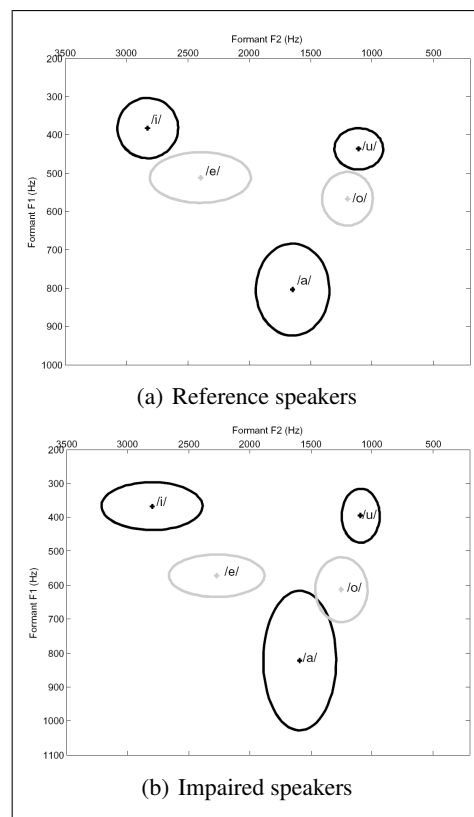 Formant F2 (Hz)
3500 3000 2500 2000 1500 1000 500
200
300
/i/
400
/u/
500
/e/
/o/
600
Formant F1 (Hz)
700
800
/a/
900
1000
(a) Reference speakers
Formant F2 (Hz)
3500 3000 2500 2000 1500 1000 500
200
300
/i/
400
/u/
500
/e/
600
/o/
Formant F1 (Hz)
700
800
/a/
900
1000
1100
(b) Impaired speakers